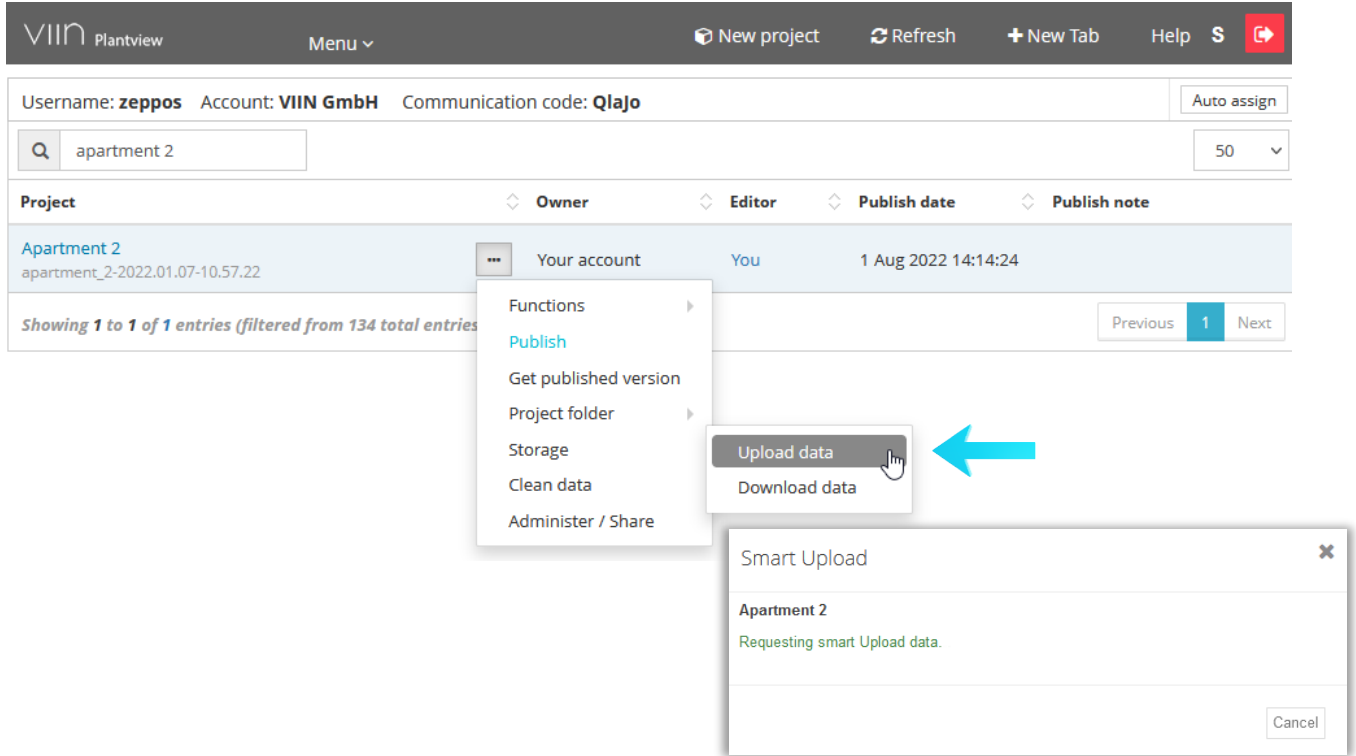 VIIN Plantview Menu New project Refresh New Tab Help S
Username: zeppos Account: VIIN GmbH Communication code: QlaJo Auto assign
apartment 2 50
Project Owner Editor Publish date Publish note
Apartment 2
apartment_2-2022.01.07-10.57.22
... Your account You 1 Aug 2022 14:14:24
Showing 1 to 1 of 1 entries (filtered from 134 total entries
Previous 1 Next
Functions
Publish
Get published version
Project folder
Storage
Clean data
Administer / Share
Upload data
Download data
Smart Upload
Apartment 2
Requesting smart Upload data.
Cancel